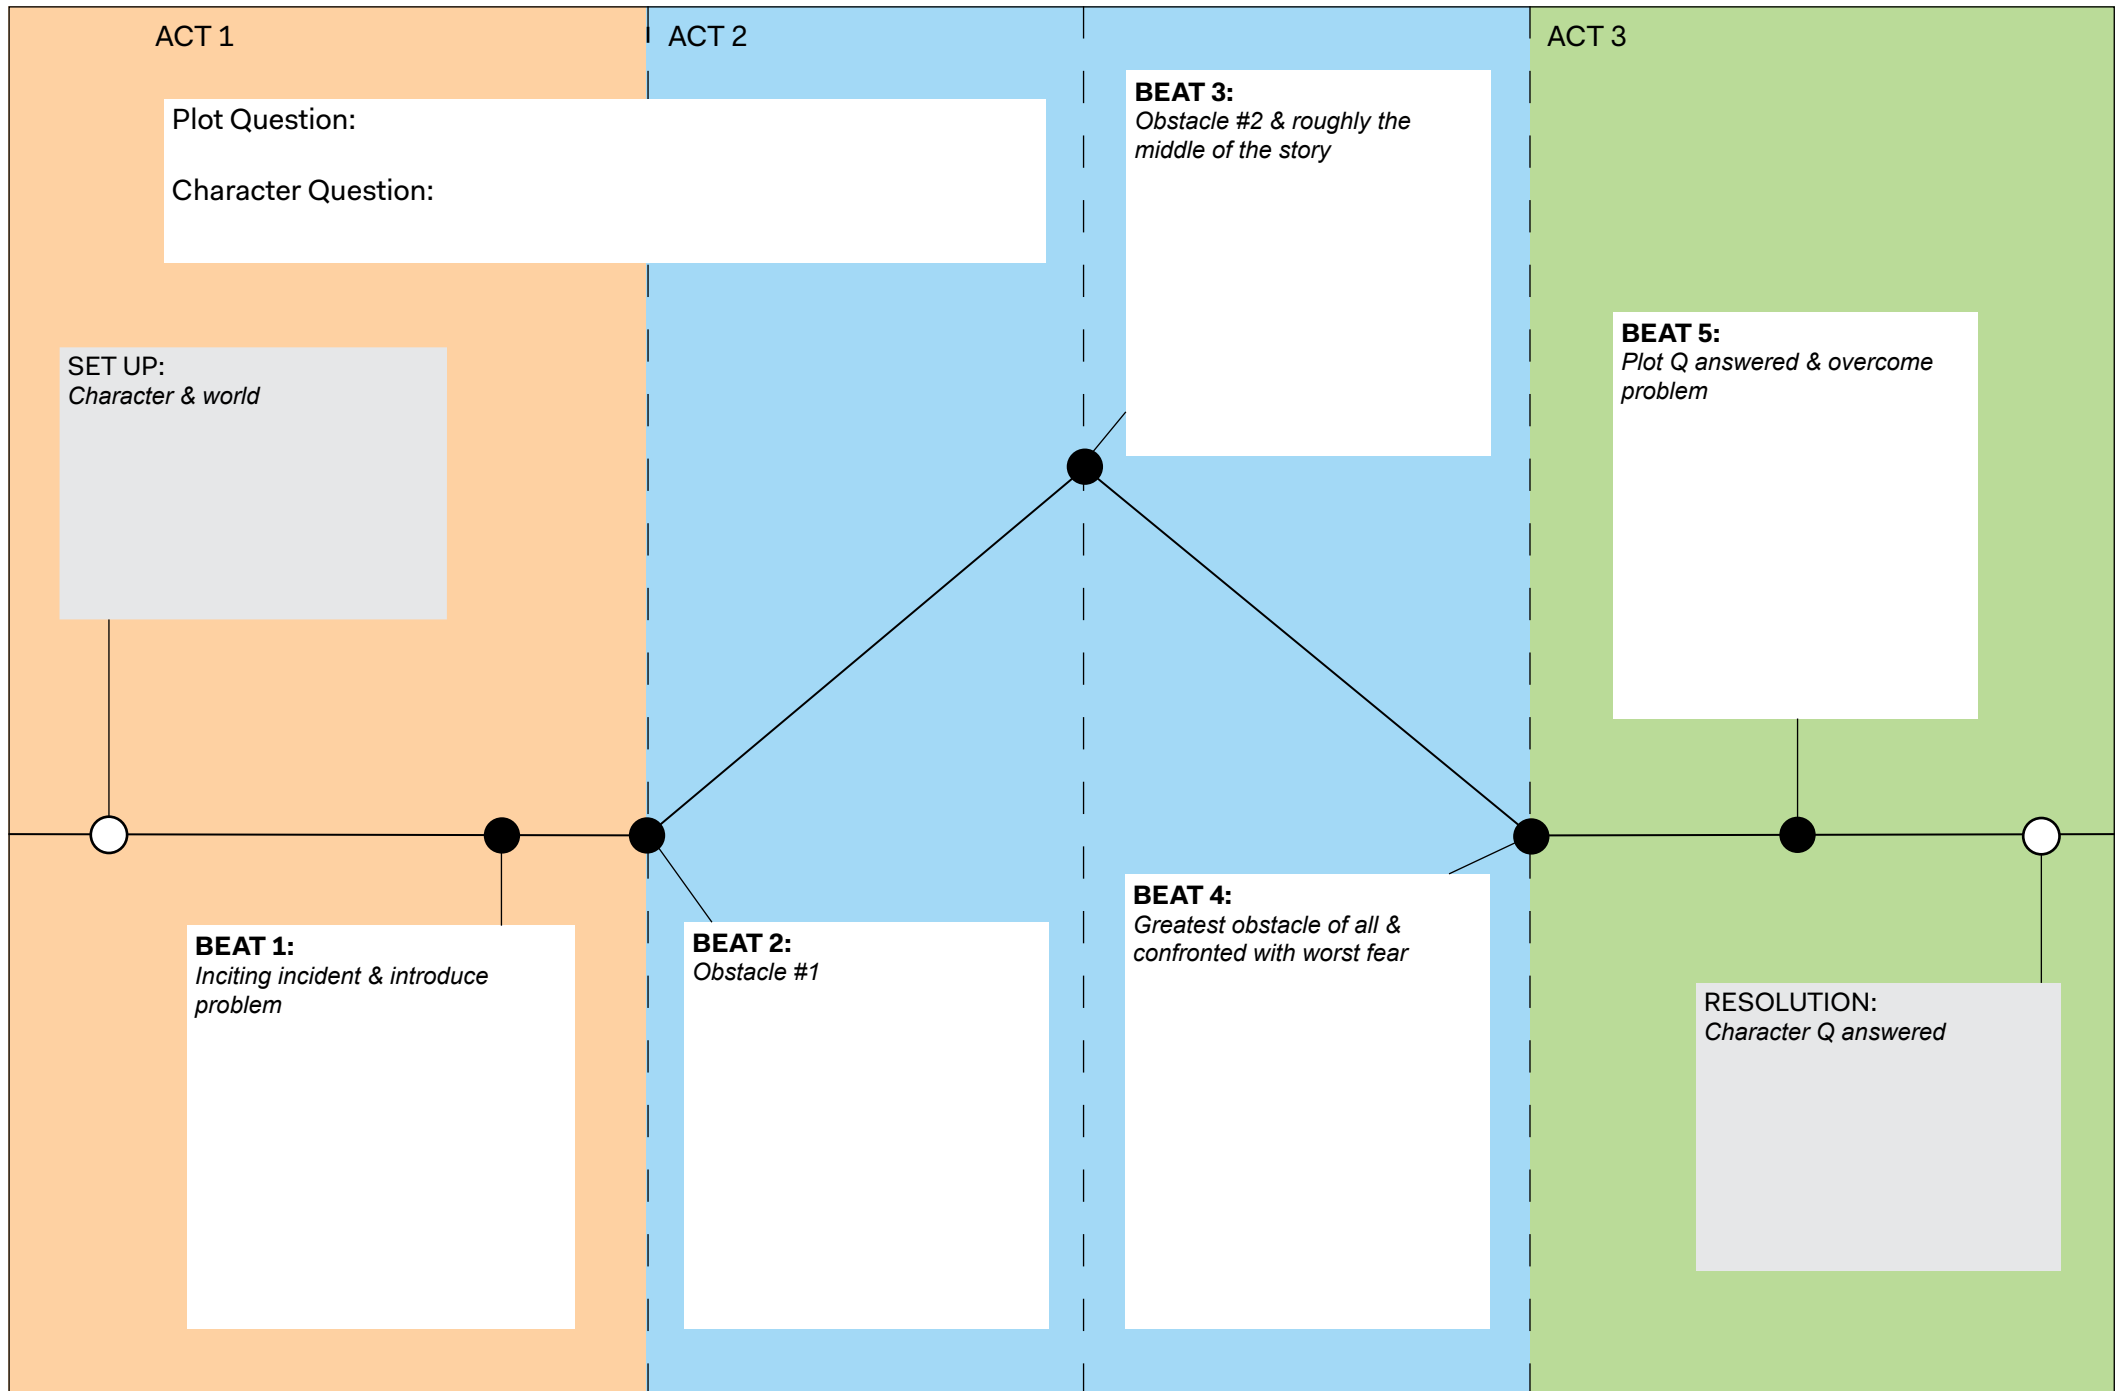 ACT 1
ACT 2
ACT 3
Plot Question:
Character Question:
SET UP:
Character & world
BEAT 1:
Inciting incident & introduce
problem
BEAT 2:
Obstacle #1
BEAT 3:
Obstacle #2 & roughly the
middle of the story
BEAT 4:
Greatest obstacle of all &
confronted with worst fear
BEAT 5:
Plot Q answered & overcome
problem
RESOLUTION:
Character Q answered